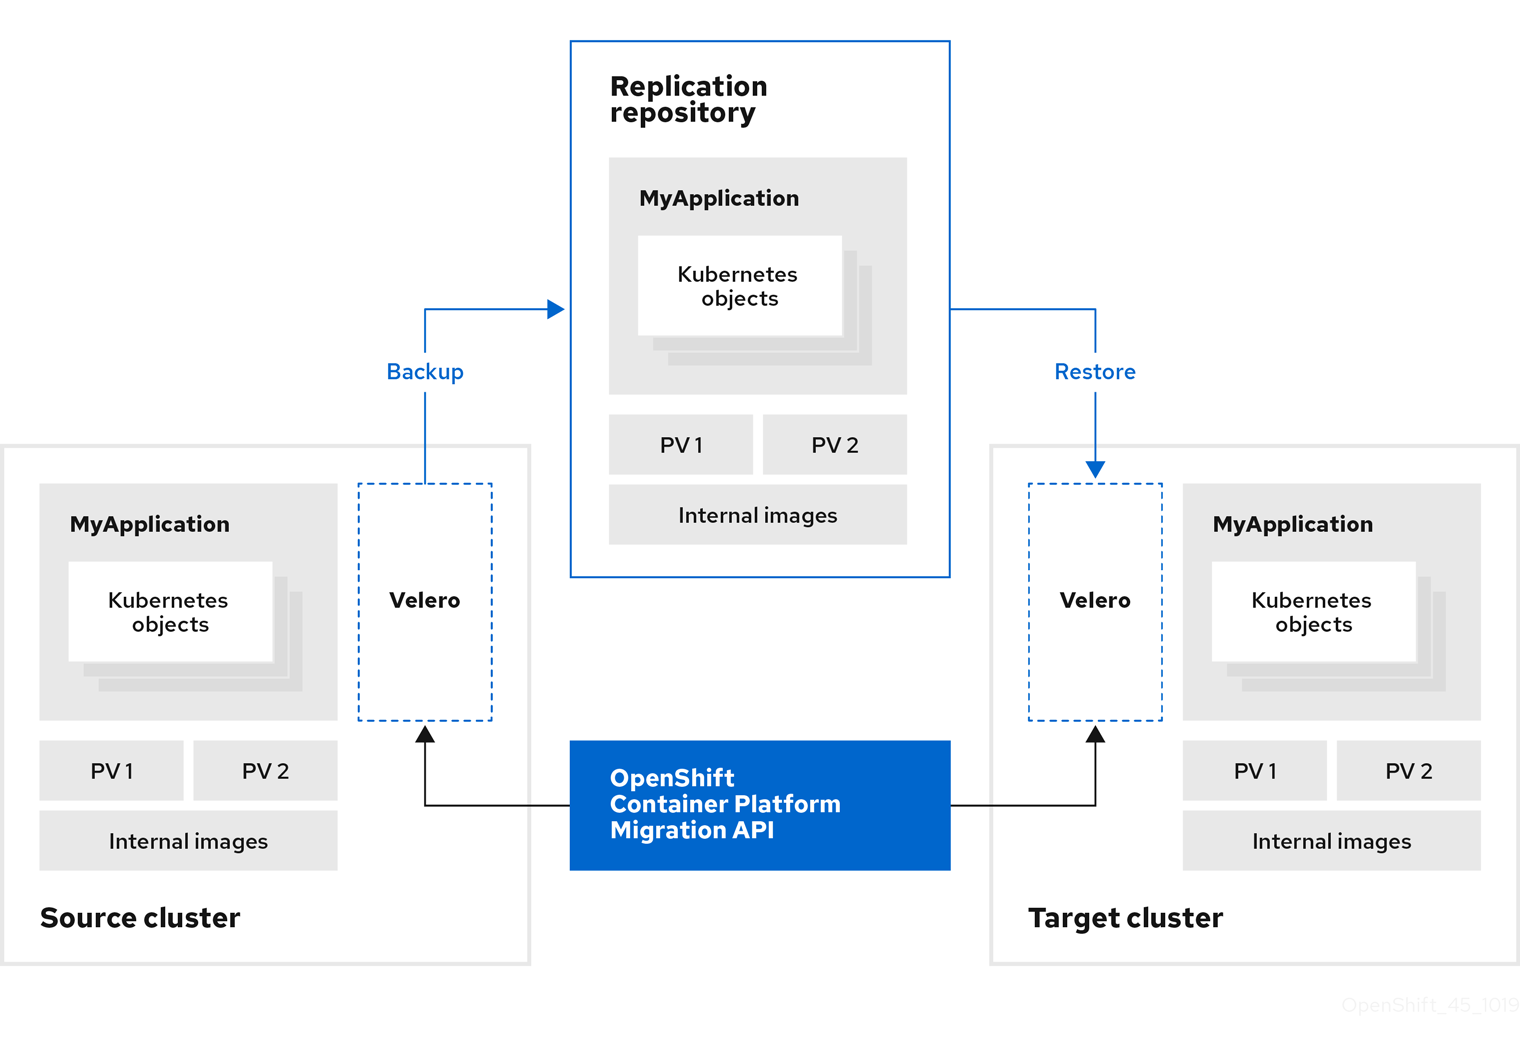 Replication
repository
MyApplication
Kubernetes
objects
PV 1
PV 2
Internal images
Backup
Restore
MyApplication
Kubernetes
objects
Velero
PV 1
PV 2
Internal images
Source cluster
OpenShift
Container Platform
Migration API
Velero
MyApplication
Kubernetes
objects
PV 1
PV 2
Internal images
Target cluster
OpenShift_45_1019